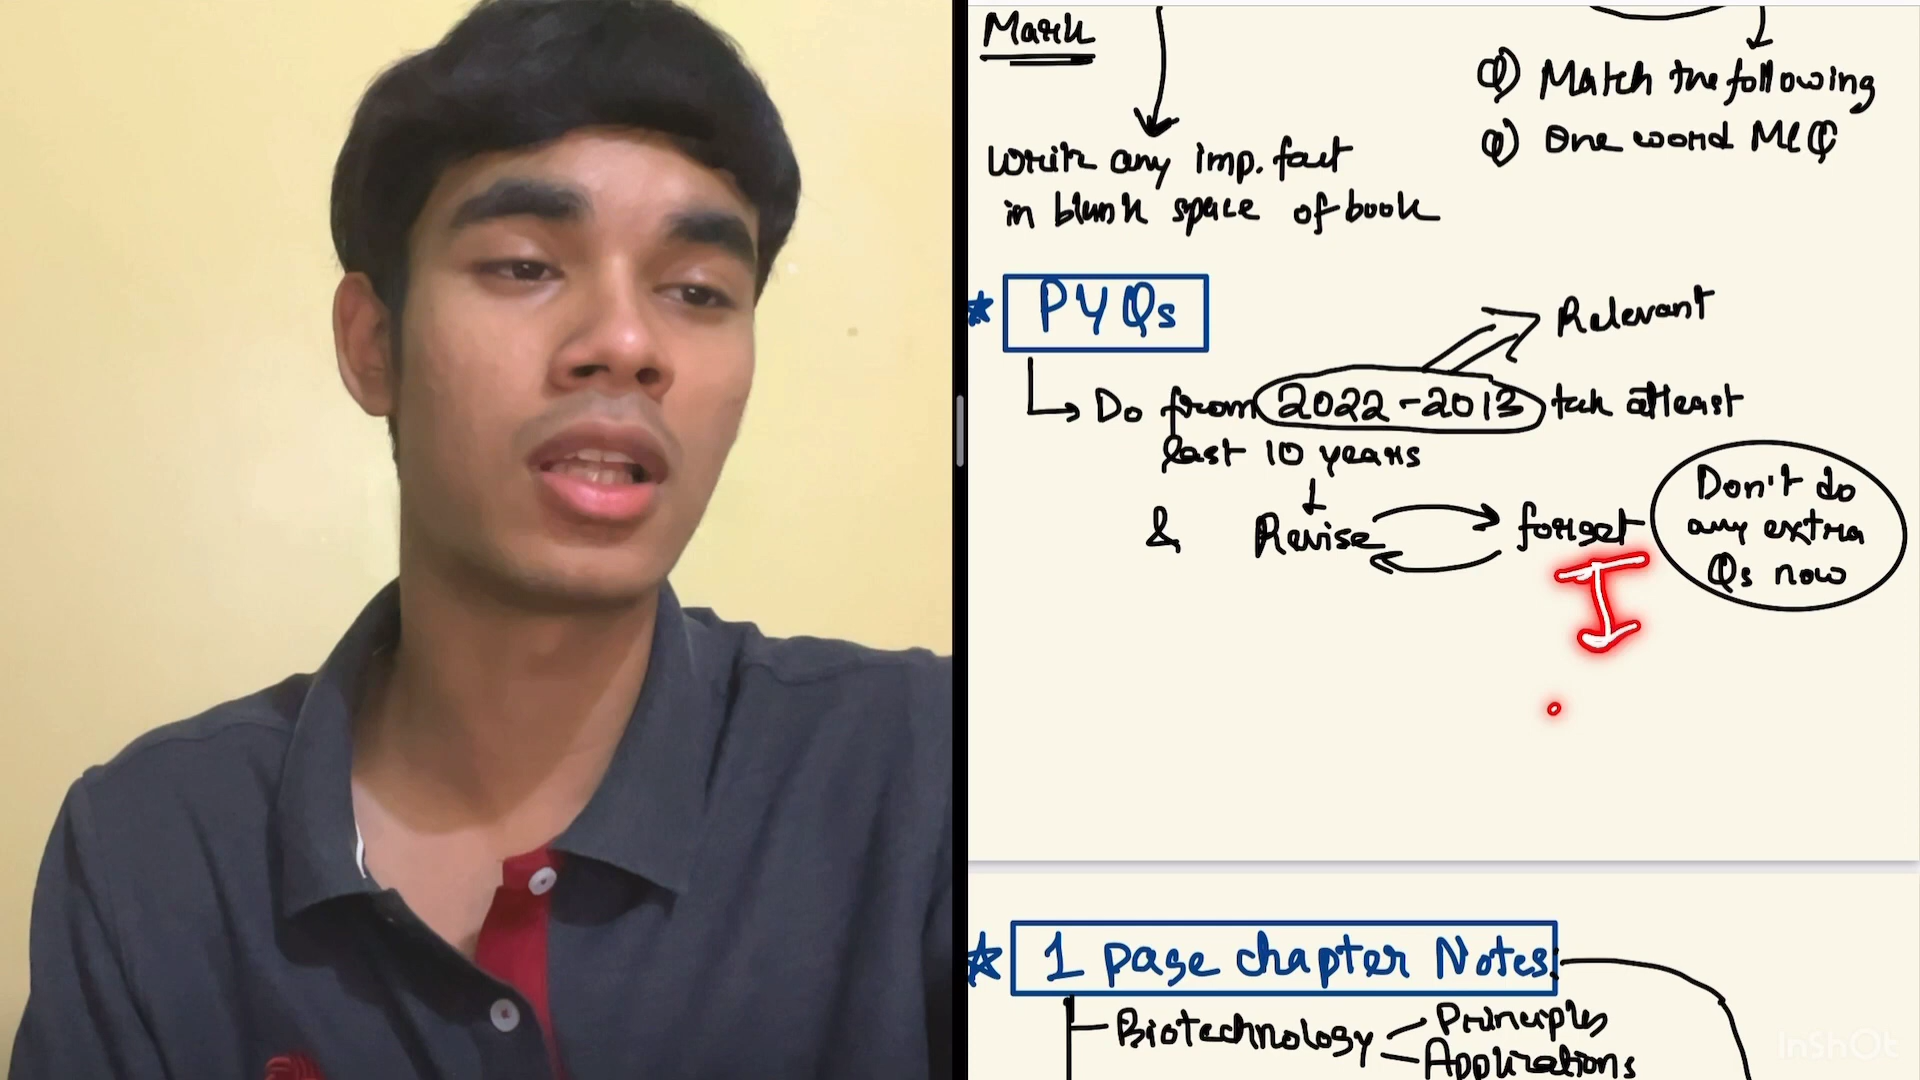 Mark
Write any imp. fact
in blank space of book
Q) Match the following
Q) One word MCQ
* PYQs
Relevant
Do from 2022-2013 atleast
last 10 years
& Revise forget
Don't do
any extra
Qs now
I
* 1 page chapter Notes
Biotechnology
Principles
Applications
InShOt